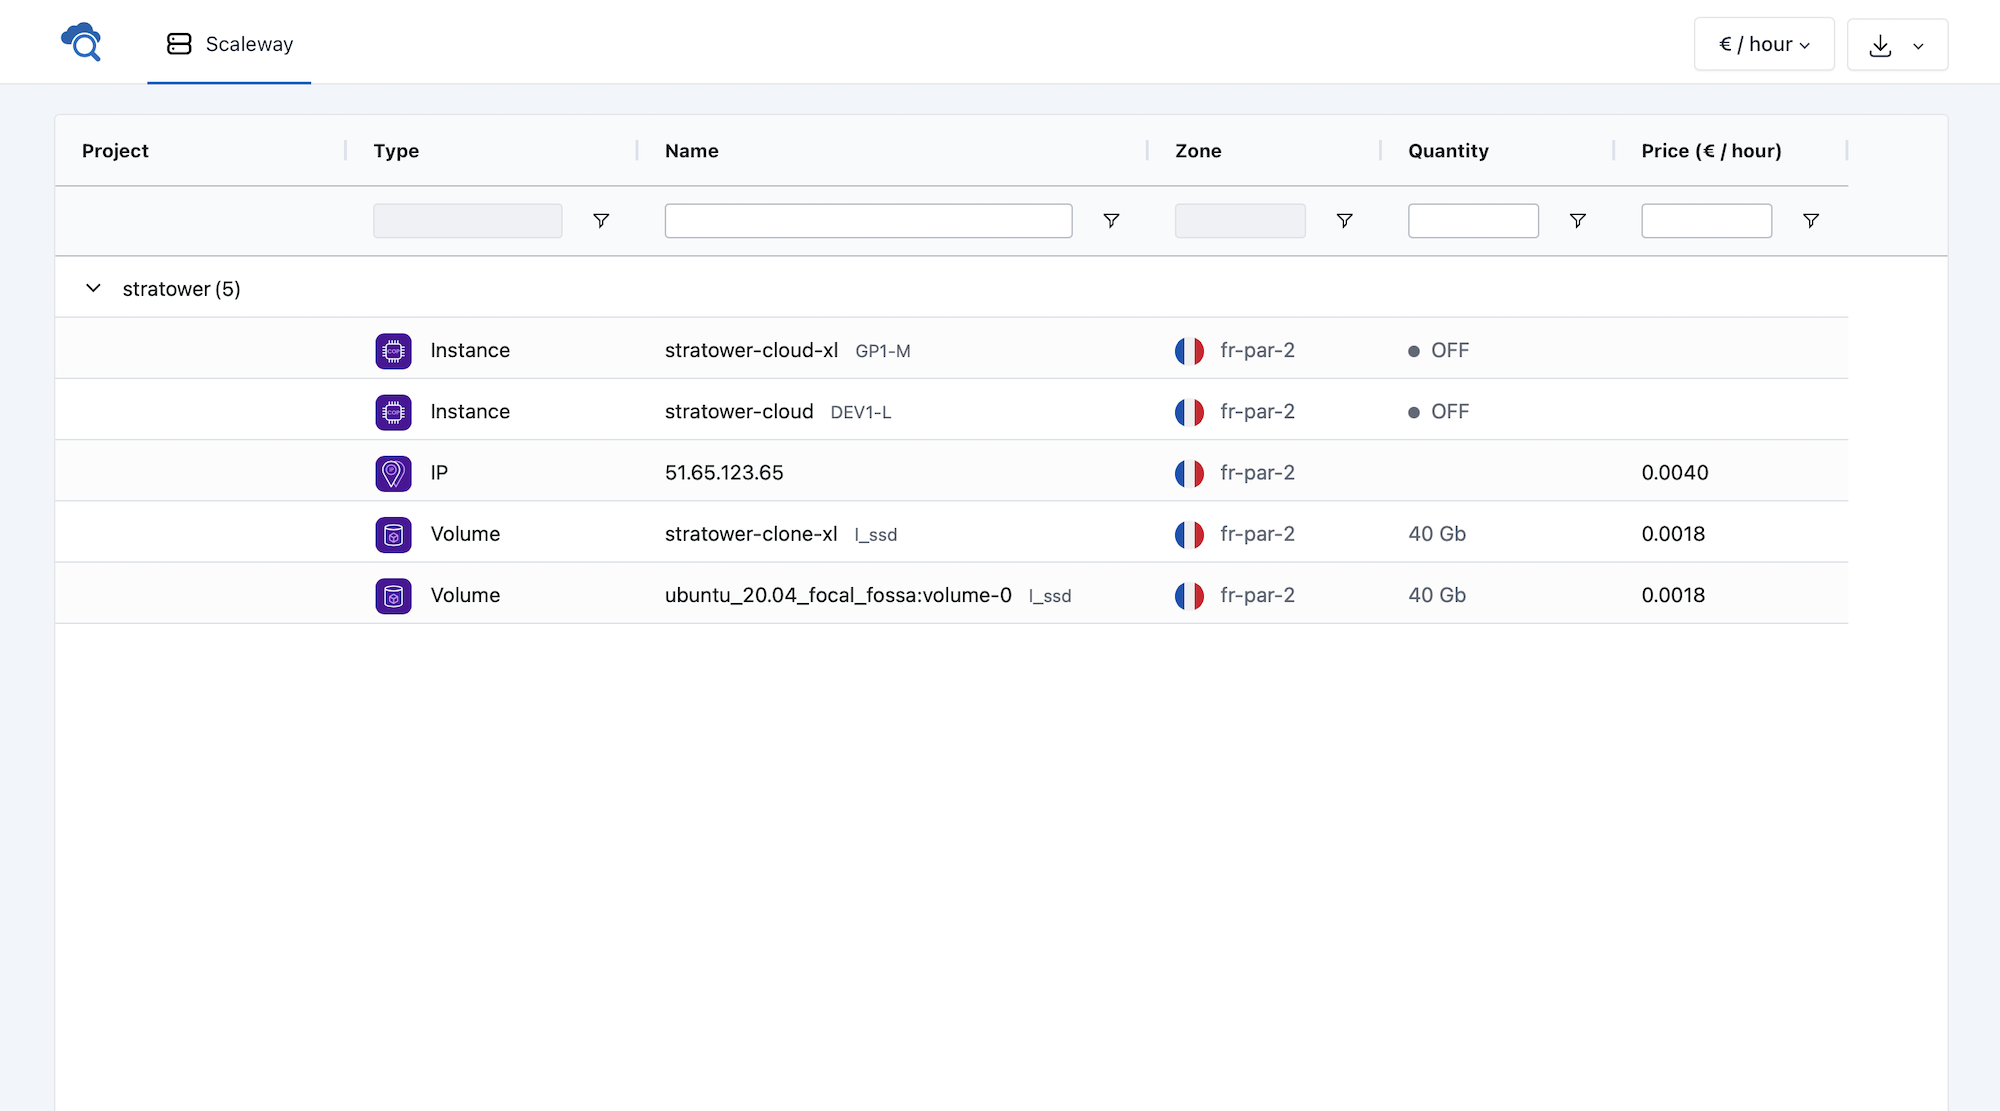 Scaleway
€ / hour
Project Type Name Zone Quantity Price (€ / hour)
stratower (5)
Instance stratower-cloud-xl GP1-M fr-par-2 OFF
Instance stratower-cloud DEV1-L fr-par-2 OFF
IP 51.65.123.65 fr-par-2 0.0040
Volume stratower-clone-xl l_ssd fr-par-2 40 Gb 0.0018
Volume ubuntu_20.04_focal_fossa:volume-0 l_ssd fr-par-2 40 Gb 0.0018